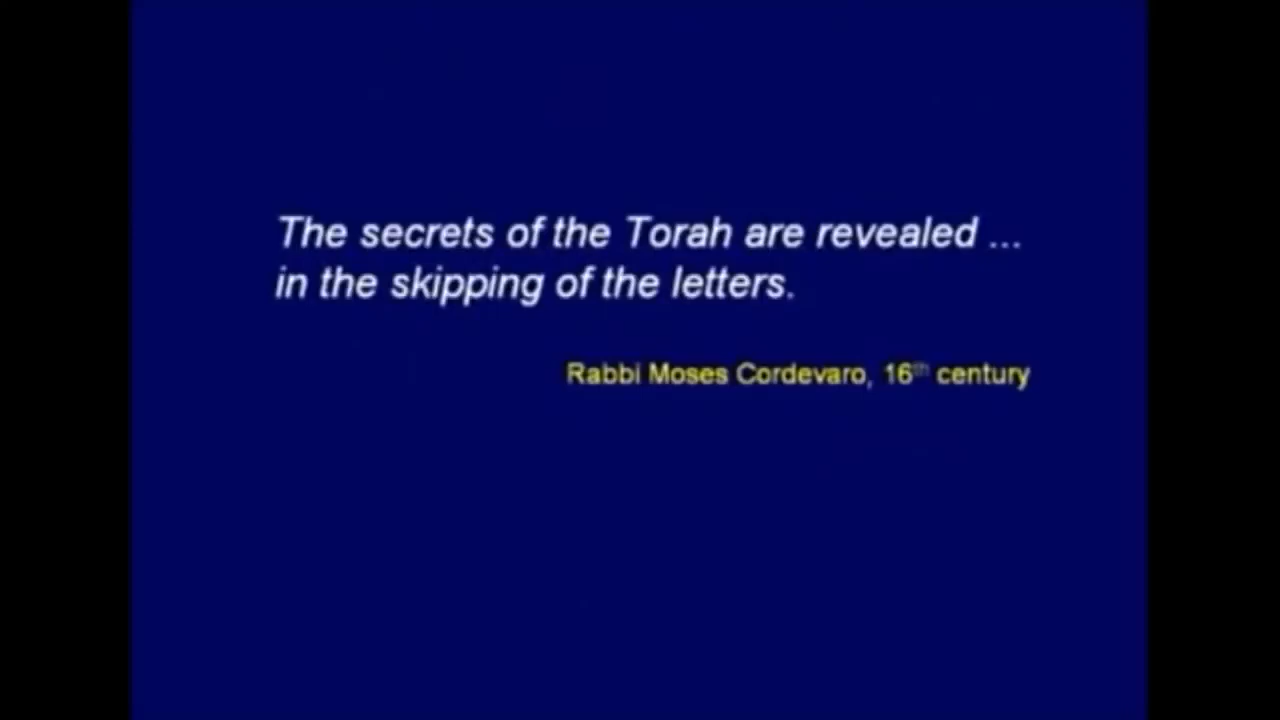 The secrets of the Torah are revealed ...
in the skipping of the letters.
Rabbi Moses Cordevaro, 16th century